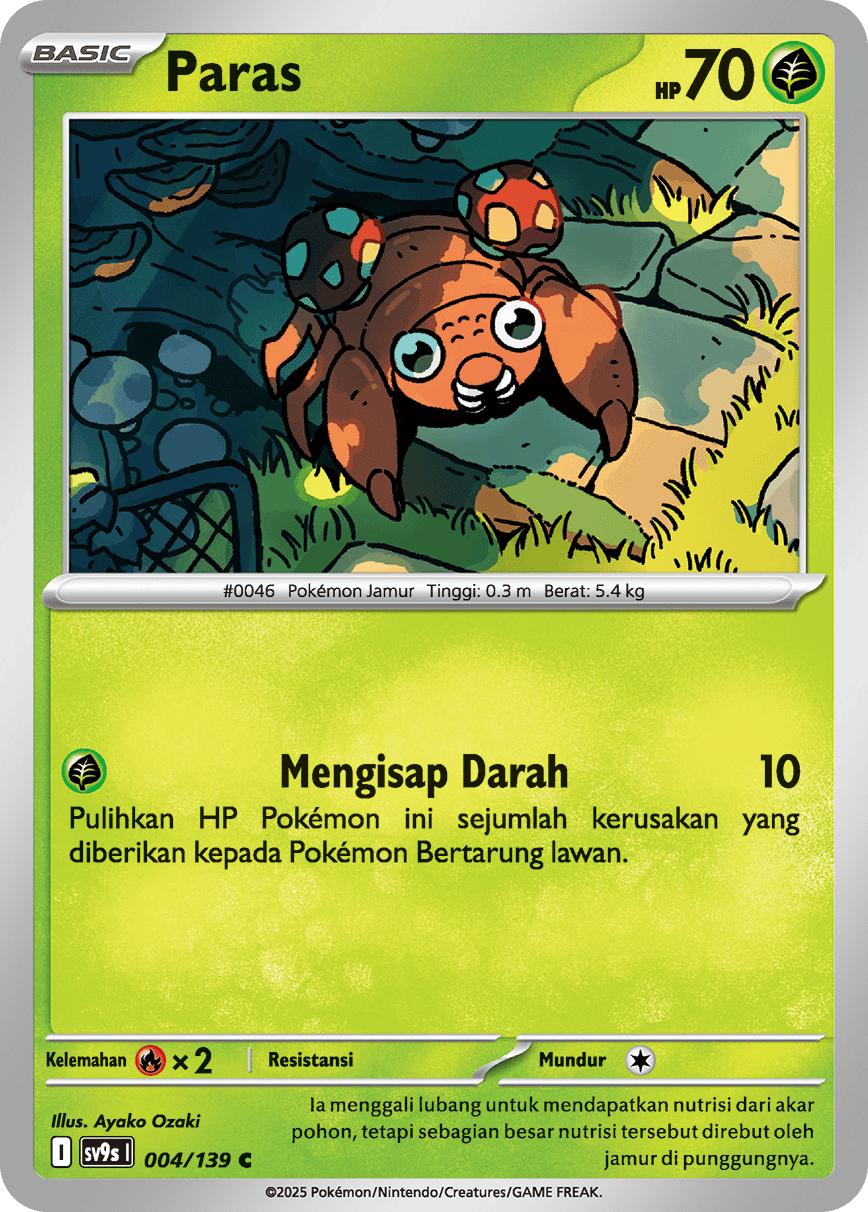 BASIC
Paras
HP 70
#0046 Pokémon Jamur Tinggi: 0.3 m Berat: 5.4 kg
Mengisap Darah 10
Pulihkan HP Pokémon ini sejumlah kerusakan yang
diberikan kepada Pokémon Bertarung lawan.
Kelemahan ×2 Resistansi Mundur
Illus. Ayako Ozaki
Ia menggali lubang untuk mendapatkan nutrisi dari akar
pohon, tetapi sebagian besar nutrisi tersebut direbut oleh
jamur di punggungnya.
I sv9s I 004/139 C
©2025 Pokémon/Nintendo/Creatures/GAME FREAK.